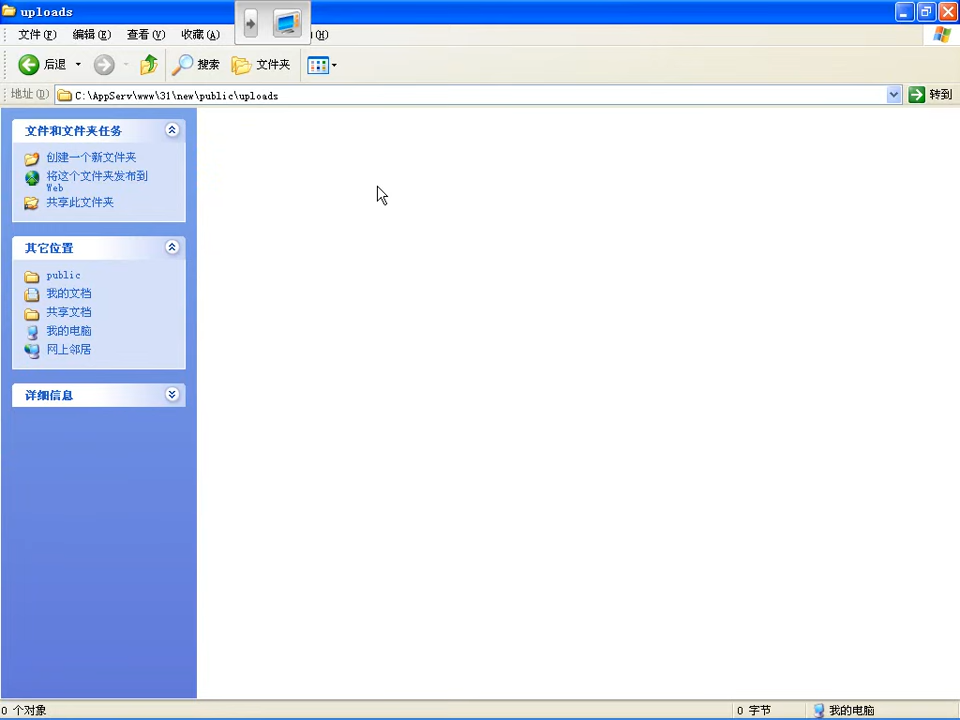 uploads
文件(F) 编辑(E) 查看(V) 收藏(A) (H)
后退 搜索 文件夹
地址(D) C:\AppServ\www\31\new\public\uploads 转到
文件和文件夹任务
创建一个新文件夹
将这个文件夹发布到
Web
共享此文件夹
其它位置
public
我的文档
共享文档
我的电脑
网上邻居
详细信息
0 个对象 0 字节 我的电脑